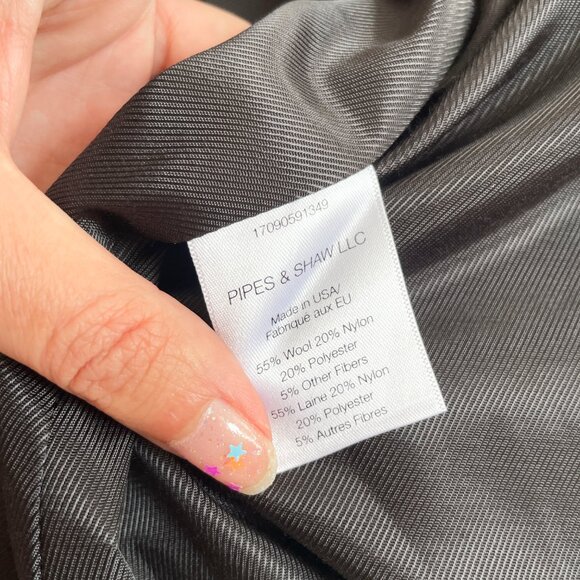 17090591349
PIPES & SHAW LLC
Made in USA/
Fabriqué aux EU
55% Wool 20% Nylon
20% Polyester
5% Other Fibers
55% Laine 20% Nylon
20% Polyester
5% Autres Fibres